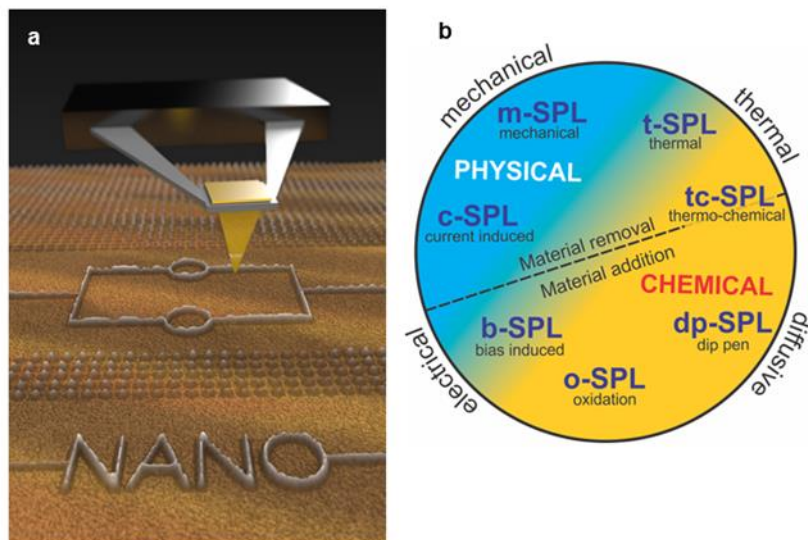 a
NANO
b
mechanical
thermal
m-SPL
mechanical
t-SPL
thermal
PHYSICAL
tc-SPL
thermo-chemical
c-SPL
current induced
Material removal
Material addition
CHEMICAL
b-SPL
bias induced
dp-SPL
dip pen
o-SPL
oxidation
electrical
diffusive